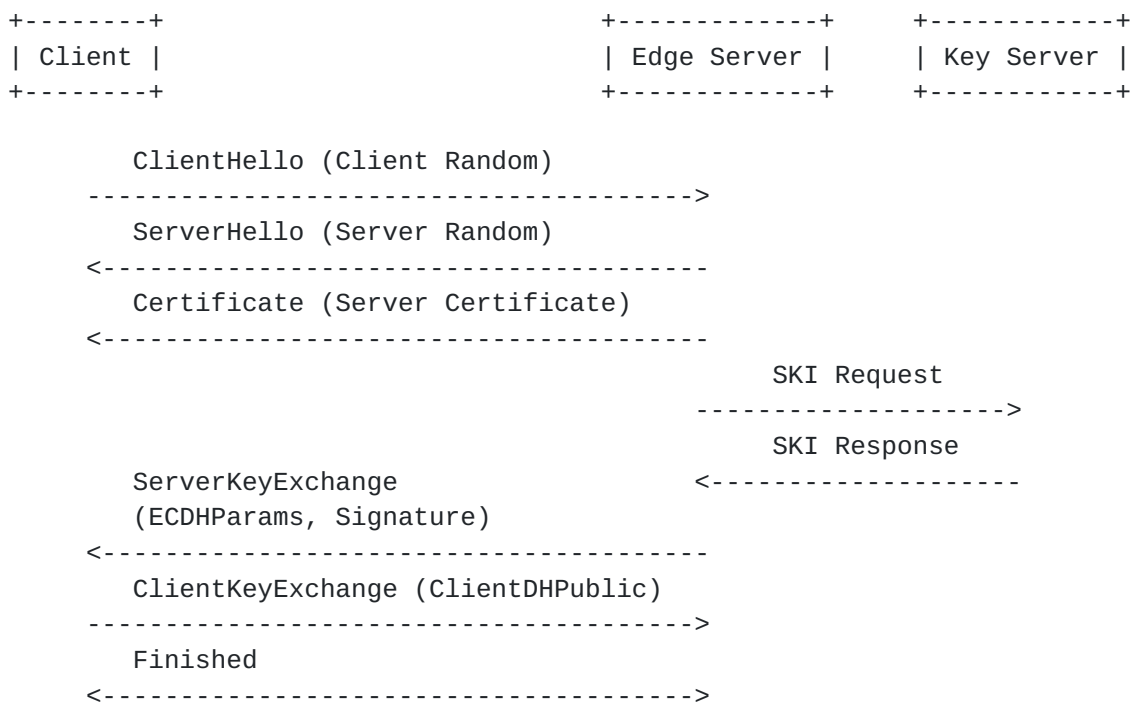 +--------+ +-------------+ +------------+
| Client | | Edge Server | | Key Server |
+--------+ +-------------+ +------------+
ClientHello (Client Random)
--------------------------------------->
ServerHello (Server Random)
<---------------------------------------
Certificate (Server Certificate)
<---------------------------------------
SKI Request
-------------------->
SKI Response
ServerKeyExchange <--------------------
(ECDHParams, Signature)
<---------------------------------------
ClientKeyExchange (ClientDHPublic)
--------------------------------------->
Finished
<-------------------------------------->